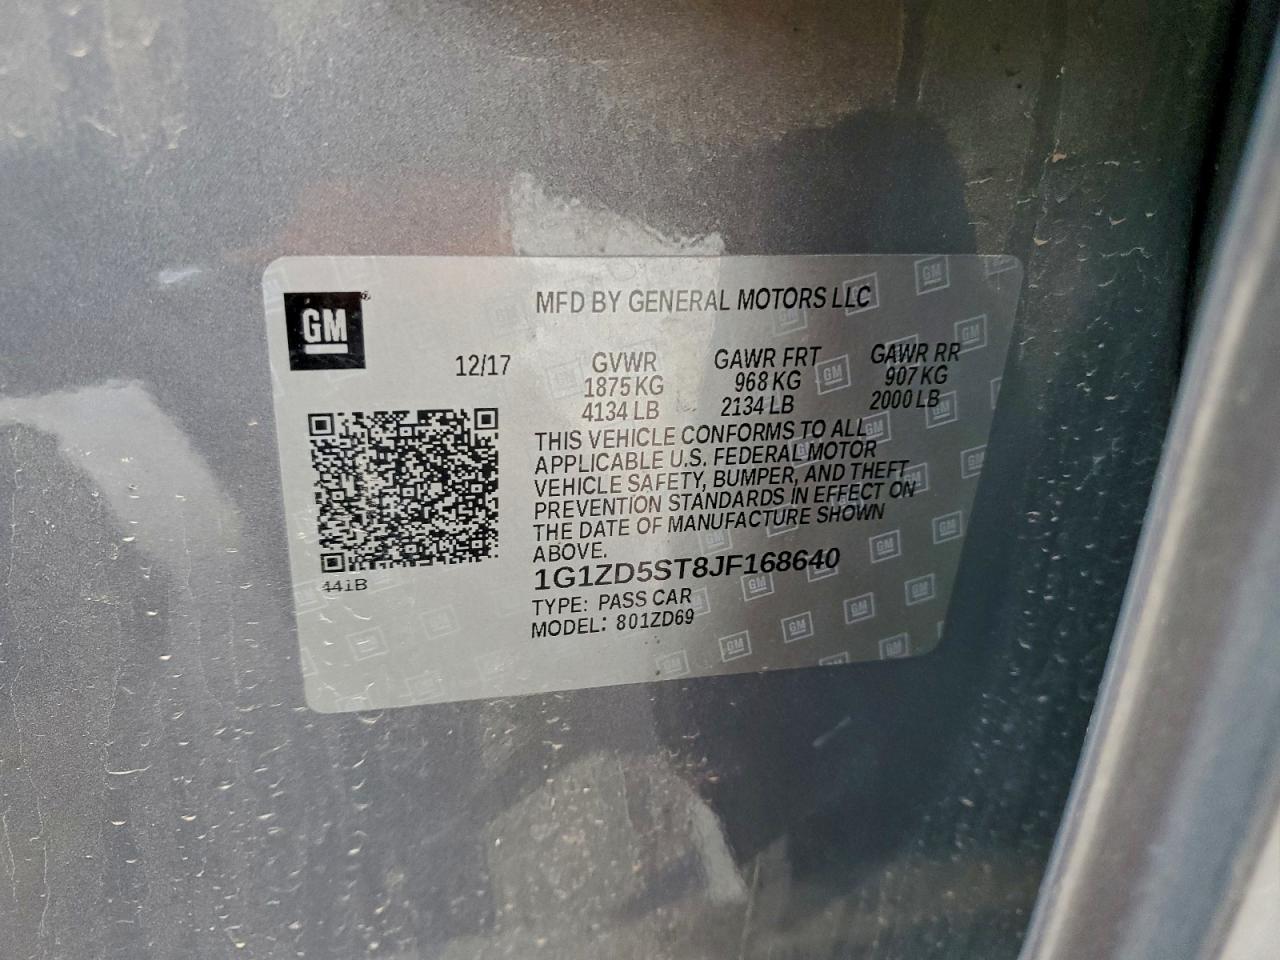 GM
MFD BY GENERAL MOTORS LLC
12/17 GVWR GAWR FRT GAWR RR
1875 KG 968 KG 907 KG
4134 LB 2134 LB 2000 LB
THIS VEHICLE CONFORMS TO ALL
APPLICABLE U.S. FEDERAL MOTOR
VEHICLE SAFETY, BUMPER, AND THEFT
PREVENTION STANDARDS IN EFFECT ON
THE DATE OF MANUFACTURE SHOWN
ABOVE.
1G1ZD5ST8JF168640
TYPE: PASS CAR
MODEL: 801ZD69
441B